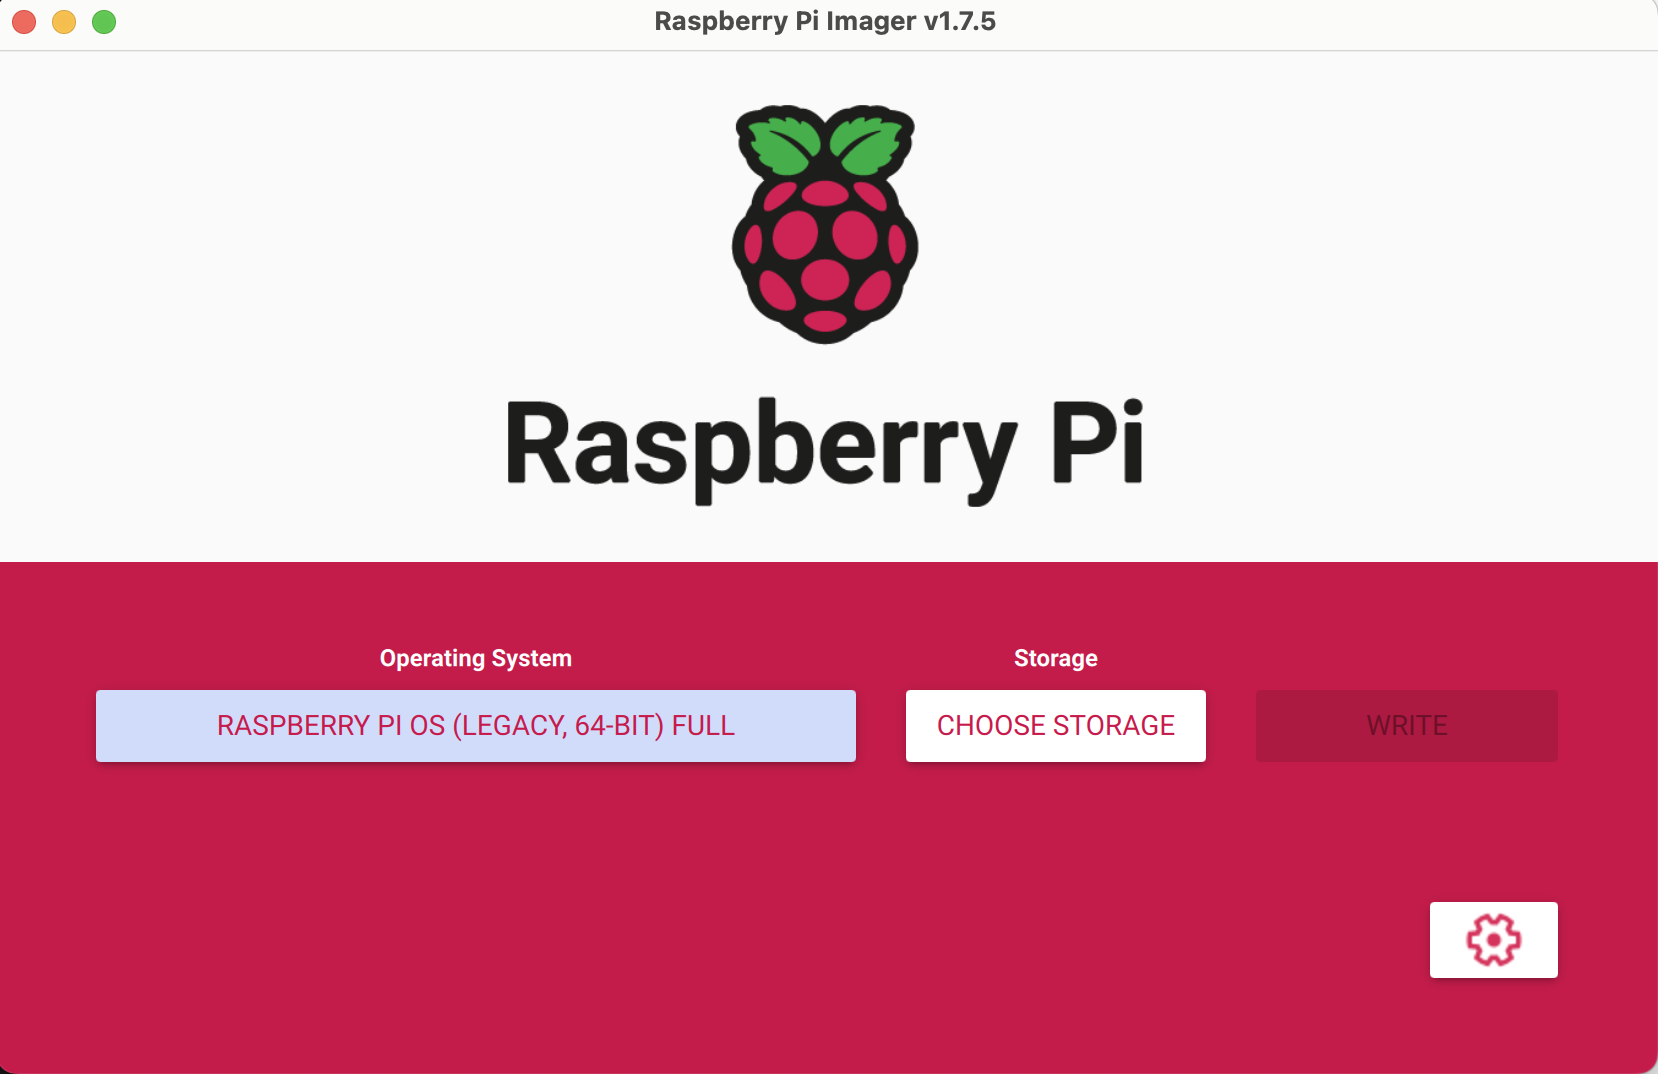 Raspberry Pi Imager v1.7.5
Raspberry Pi
Operating System
Storage
RASPBERRY PI OS (LEGACY, 64-BIT) FULL
CHOOSE STORAGE
WRITE